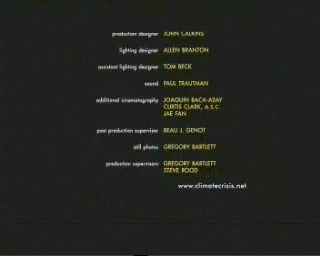 production designer JOHN CALKINS
lighting designer ALLEN BRANTON
assistant lighting designer TOM BECK
sound PAUL TRAUTMAN
additional cinematography JOAQUIN BACA-ASAY
CURTIS CLARK, A.S.C.
JAE FAN
post production supervisor BEAU J. GENOT
still photos GREGORY BARTLETT
production supervisors GREGORY BARTLETT
STEVE ROOD
www.climatecrisis.net